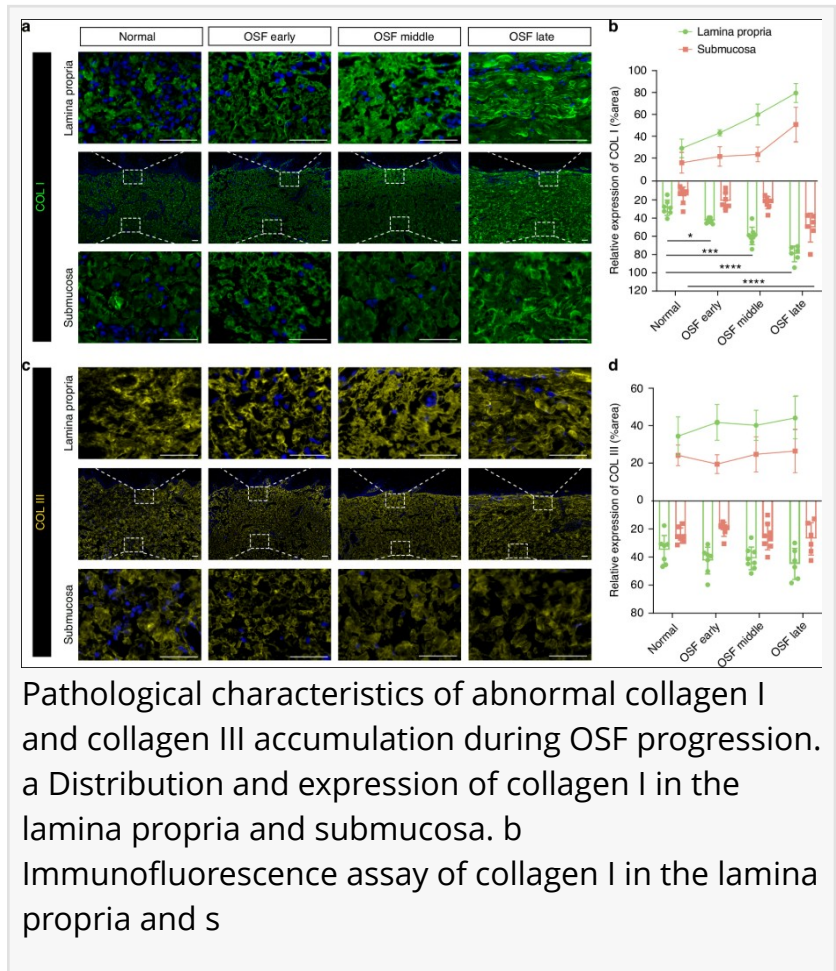 a
Normal
OSF early
OSF middle
OSF late
COL I
Lamina propria
Submucosa
b
Lamina propria
Submucosa
Relative expression of COL I (%area)
100
80
60
40
20
0
20
40
60
80
100
120
*
***
****
****
Normal
OSF early
OSF middle
OSF late
c
COL III
Lamina propria
Submucosa
d
Relative expression of COL III (%area)
60
40
20
0
20
40
60
80
Normal
OSF early
OSF middle
OSF late
Pathological characteristics of abnormal collagen I
and collagen III accumulation during OSF progression.
a Distribution and expression of collagen I in the
lamina propria and submucosa. b
Immunofluorescence assay of collagen I in the lamina
propria and s